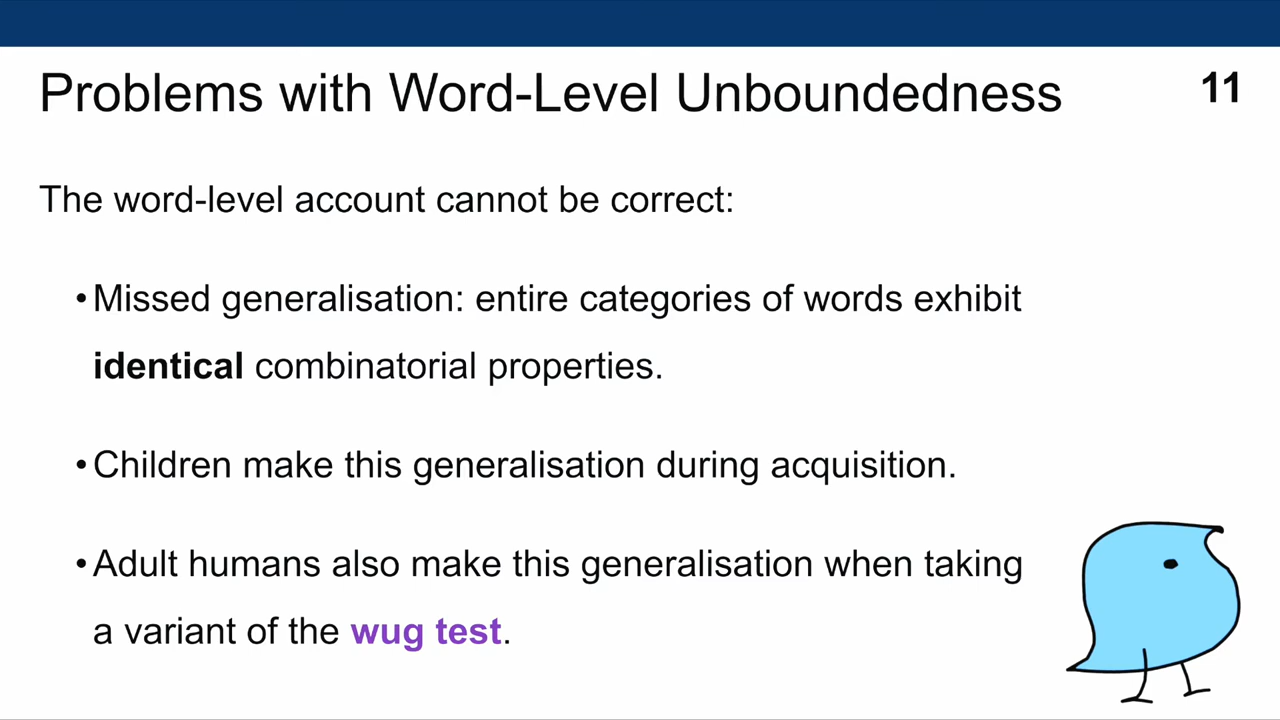 Problems with Word-Level Unboundedness
11
The word-level account cannot be correct:
•Missed generalisation: entire categories of words exhibit
identical combinatorial properties.
•Children make this generalisation during acquisition.
•Adult humans also make this generalisation when taking
a variant of the wug test.